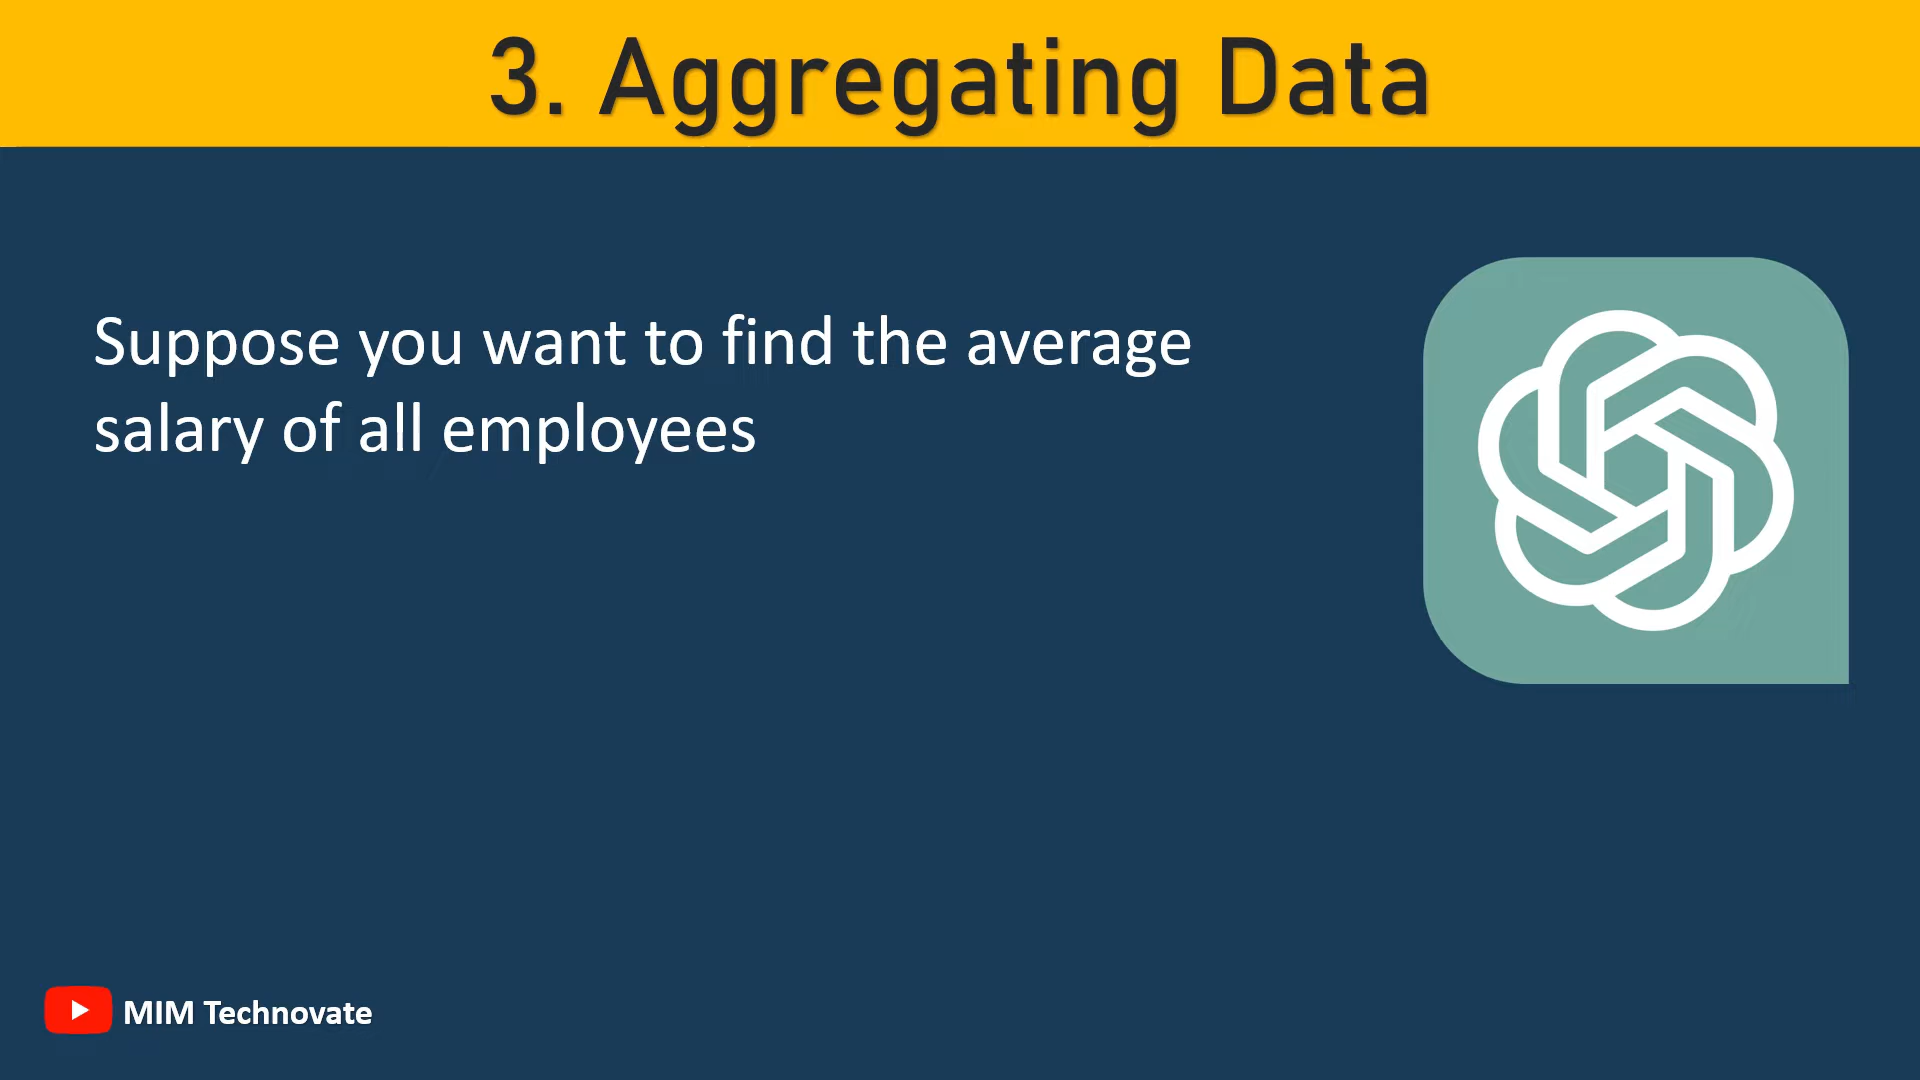 3. Aggregating Data
Suppose you want to find the average
salary of all employees
MIM Technovate